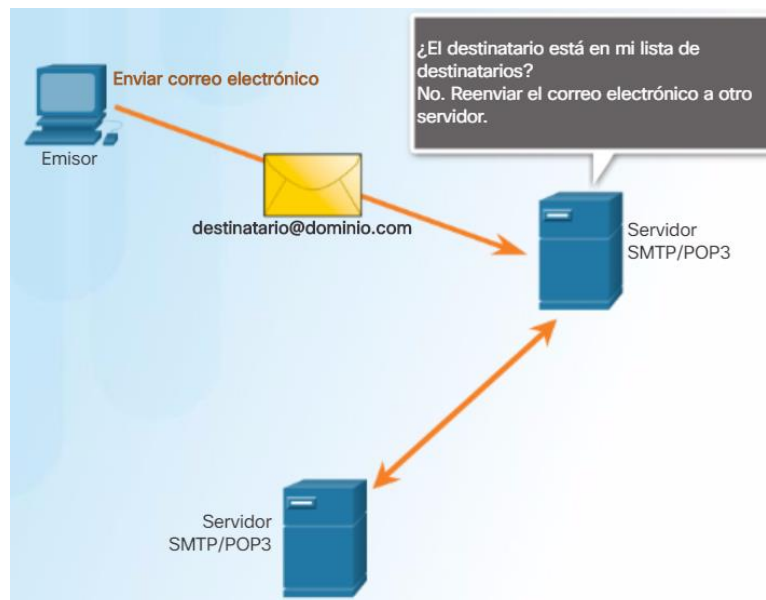 ¿El destinatario está en mi lista de
destinatarios?
No. Reenviar el correo electrónico a otro
servidor.
Enviar correo electrónico
Emisor
destinatario@dominio.com
Servidor
SMTP/POP3
Servidor
SMTP/POP3